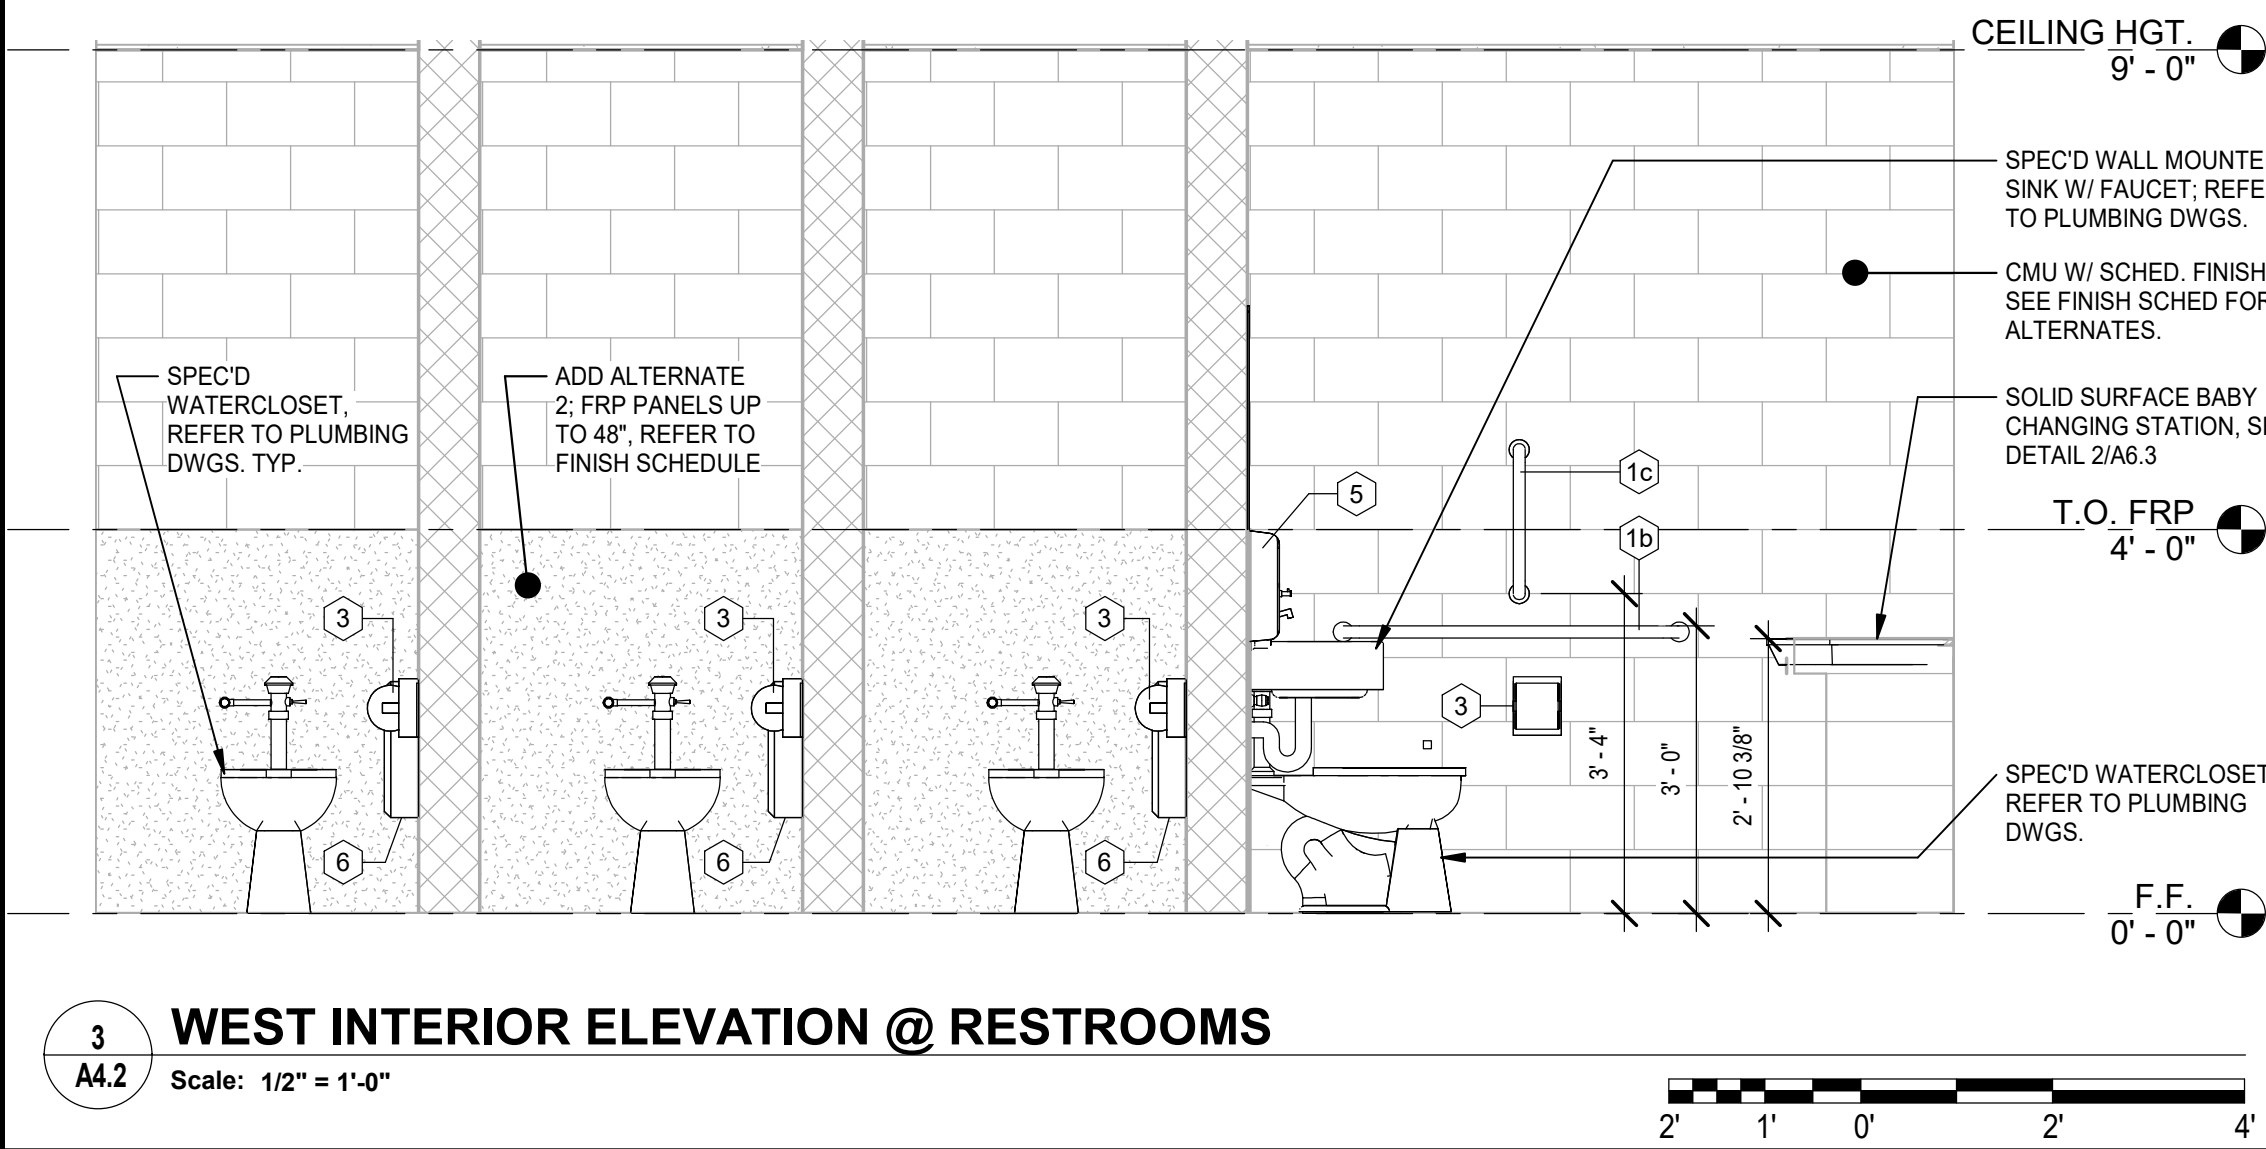 CEILING HGT.
9' - 0"
SPEC'D WALL MOUNTE
SINK W/ FAUCET; REFE
TO PLUMBING DWGS.
CMU W/ SCHED. FINISH
SEE FINISH SCHED FOR
ALTERNATES.
SOLID SURFACE BABY
CHANGING STATION, S
DETAIL 2/A6.3
SPEC'D
WATERCLOSET,
REFER TO PLUMBING
DWGS. TYP.
ADD ALTERNATE
2; FRP PANELS UP
TO 48", REFER TO
FINISH SCHEDULE
1c
5
1b
T.O. FRP
4' - 0"
3
3
3
3
3' - 4"
3' - 0"
2' - 10 3/8"
SPEC'D WATERCLOSET
REFER TO PLUMBING
DWGS.
6
6
6
F.F.
0' - 0"
3
A4.2
WEST INTERIOR ELEVATION @ RESTROOMS
Scale: 1/2" = 1'-0"
2' 1' 0' 2' 4'